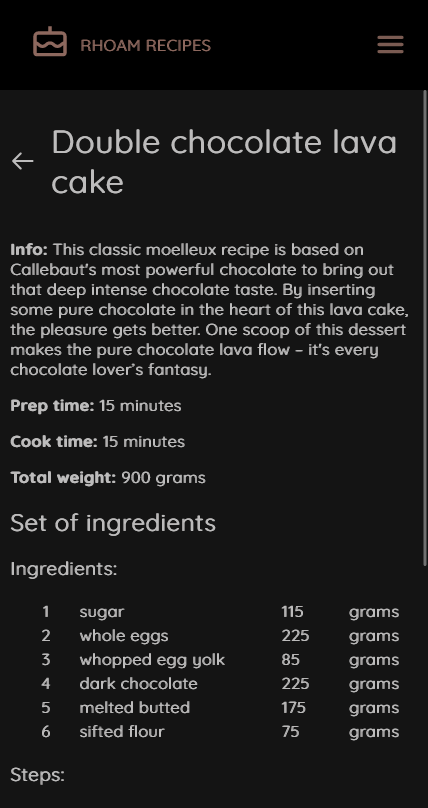 RHOAM RECIPES
Double chocolate lava
cake
Info: This classic moelleux recipe is based on
Callebaut's most powerful chocolate to bring out
that deep intense chocolate taste. By inserting
some pure chocolate in the heart of this lava cake,
the pleasure gets better. One scoop of this dessert
makes the pure chocolate lava flow – it's every
chocolate lover’s fantasy.
Prep time: 15 minutes
Cook time: 15 minutes
Total weight: 900 grams
Set of ingredients
Ingredients:
1 sugar 115 grams
2 whole eggs 225 grams
3 whopped egg yolk 85 grams
4 dark chocolate 225 grams
5 melted butted 175 grams
6 sifted flour 75 grams
Steps: